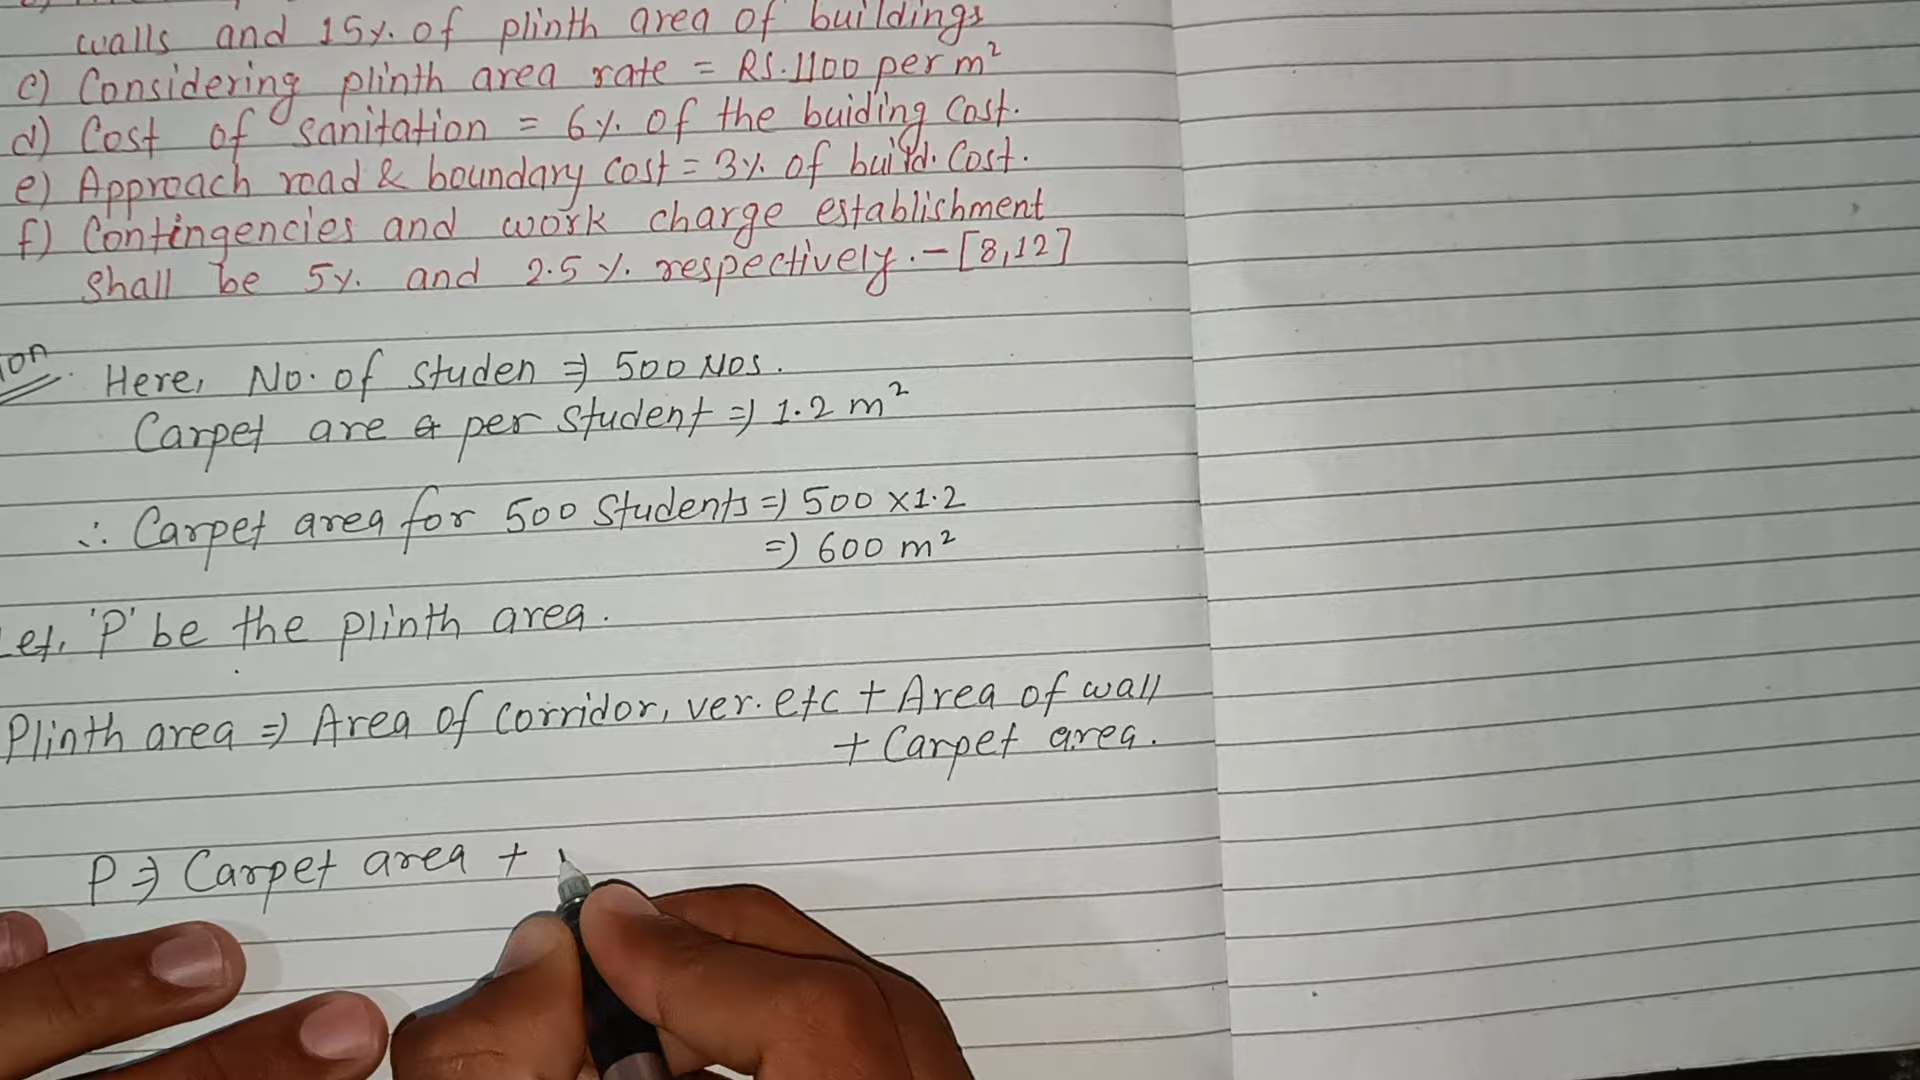 walls and 15%. of plinth area of buildings
c) Considering plinth area rate = RS.1100 per m²
d) Cost of sanitation = 6%. of the buiding Cost.
e) Approach road & boundary cost = 3%. of build. Cost.
f) Contingencies and work charge establishment
shall be 5%. and 2.5%. respectively. - [8,12]
Here, No. of studen ⇒ 500 Nos.
Carpet are a per student ⇒ 1.2 m²
∴ Carpet area for 500 Students ⇒ 500 x1.2
⇒ 600 m²
Let, 'P' be the plinth area.
Plinth area ⇒ Area of corridor, ver. etc + Area of wall
+ Carpet area.
P ⇒ Carpet area +